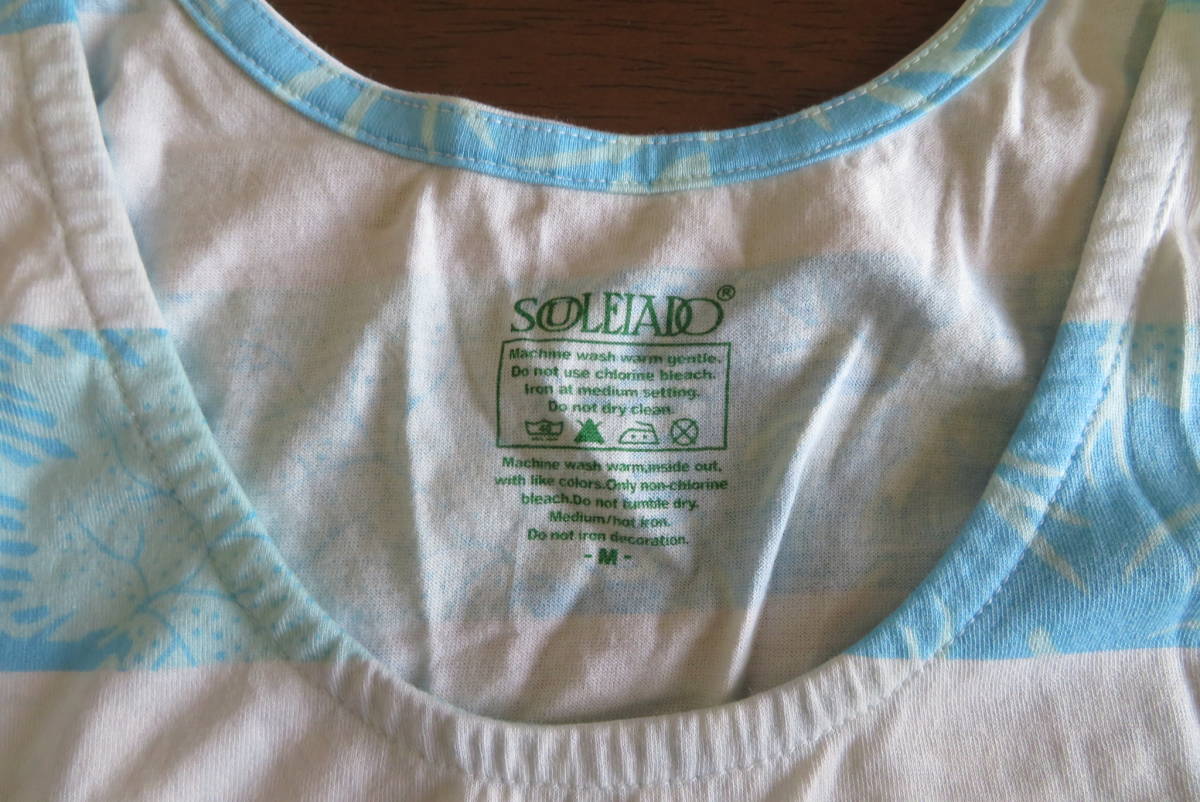 SOULEIADO®
Machine wash warm gentle.
Do not use chlorine bleach.
Iron at medium setting.
Do not dry clean.
Machine wash warm,inside out,
with like colors.Only non-chlorine
bleach.Do not tumble dry.
Medium/hot iron.
Do not iron decoration.
- M -